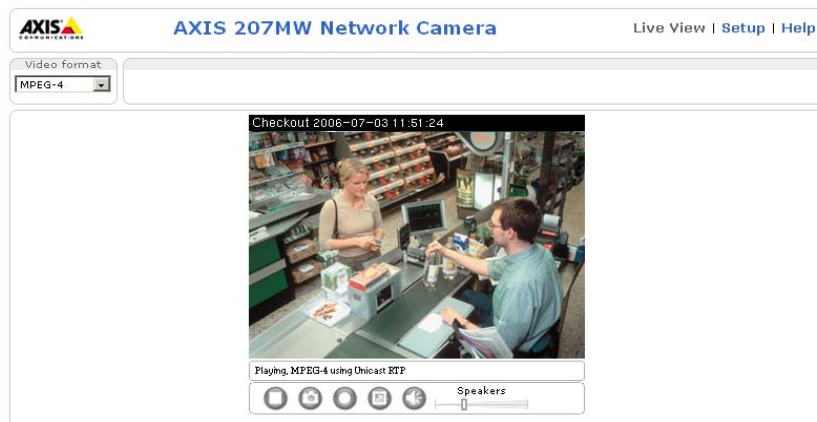 AXIS
COMMUNICATIONS
AXIS 207MW Network Camera
Live View | Setup | Help
Video format
MPEG-4
Checkout 2006-07-03 11:51:24
Playing, MPEG-4 using Unicast RTP
Speakers